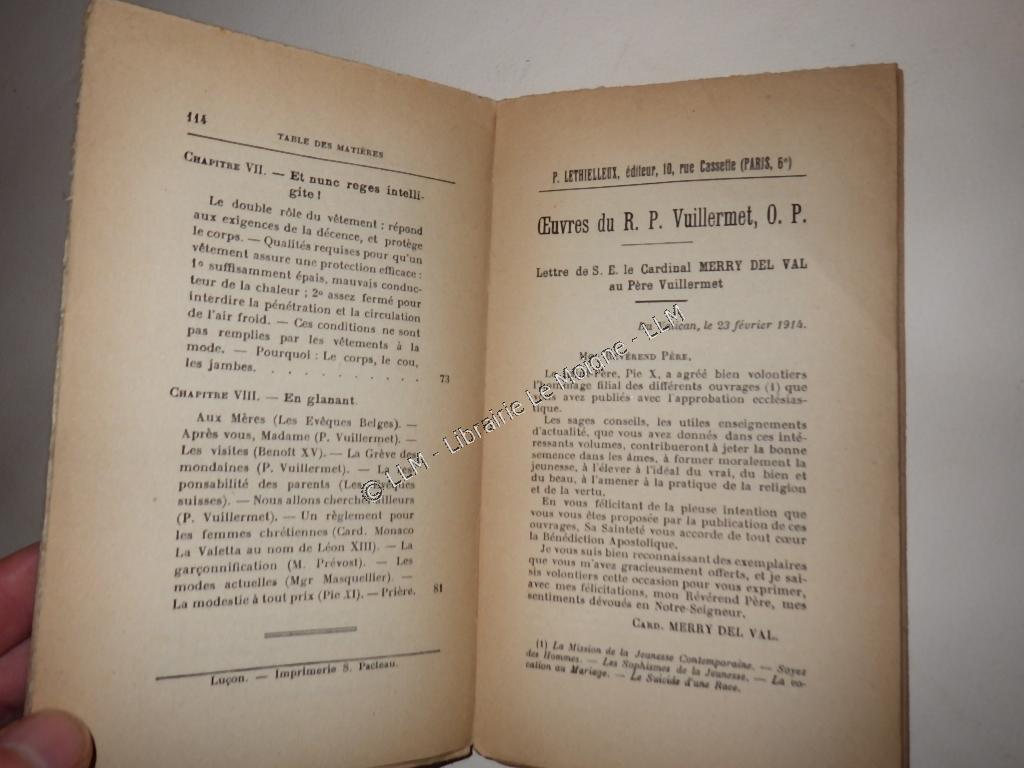 114
TABLE DES MATIÈRES
CHAPITRE VII. — Et nunc reges intelli-
gite !
Le double rôle du vêtement : répond
aux exigences de la décence, et protège
le corps. — Qualités requises pour qu'un
vêtement assure une protection efficace :
1º suffisamment épais, mauvais conduc-
teur de la chaleur ; 2º assez fermé pour
interdire la pénétration et la circulation
de l'air froid. — Ces conditions ne sont
pas remplies par les vêtements à la
mode. — Pourquoi : Le corps, le cou,
les jambes. . . . . . . . . . 73
CHAPITRE VIII. — En glanant.
Aux Mères (Les Evêques Belges). —
Après vous, Madame (P. Vuillermet). —
Les visites (Benoît XV). — La Grève des
mondaines (P. Vuillermet). — La
ponsabilité des parents (Les Evêques
suisses). — Nous allons chercher ailleurs
(P. Vuillermet). — Un règlement pour
les femmes chrétiennes (Card. Monaco
La Valetta au nom de Léon XIII). — La
garçonnification (M. Prévost). — Les
modes actuelles (Mgr Masquellier). —
La modestie à tout prix (Pie XI). — Prière. 81
Luçon. — Imprimerie S. Pacteau.
P. LETHIELLEUX, éditeur, 10, rue Cassette (PARIS, 6e)
Œuvres du R. P. Vuillermet, O. P.
Lettre de S. E. le Cardinal MERRY DEL VAL
au Père Vuillermet
Du Vatican, le 23 février 1914.
MON RÉVÉREND PÈRE,
Le Père, Pie X, a agréé bien volontiers
l'hommage filial des différents ouvrages (1) que
vous avez publiés avec l'approbation ecclésias-
tique.
Les sages conseils, les utiles enseignements
d'actualité, que vous avez donnés dans ces inté-
ressants volumes, contribueront à jeter la bonne
semence dans les âmes, à former moralement la
jeunesse, à l'élever à l'idéal du vrai, du bien et
du beau, à l'amener à la pratique de la religion
et de la vertu.
En vous félicitant de la pieuse intention que
vous vous êtes proposée par la publication de ces
ouvrages, Sa Sainteté vous accorde de tout cœur
la Bénédiction Apostolique.
Je vous suis bien reconnaissant des exemplaires
que vous m'avez gracieusement offerts, et je sai-
sis volontiers cette occasion pour vous exprimer,
avec mes félicitations, mon Révérend Père, mes
sentiments dévoués en Notre-Seigneur.
CARD. MERRY DEL VAL.
(1) La Mission de la Jeunesse Contemporaine. — Soyez
des Hommes. — Les Sophismes de la Jeunesse. — La vo-
cation au Mariage. — Le Suicide d'une Race.
© LLM - Librairie Le Moigne - LLM